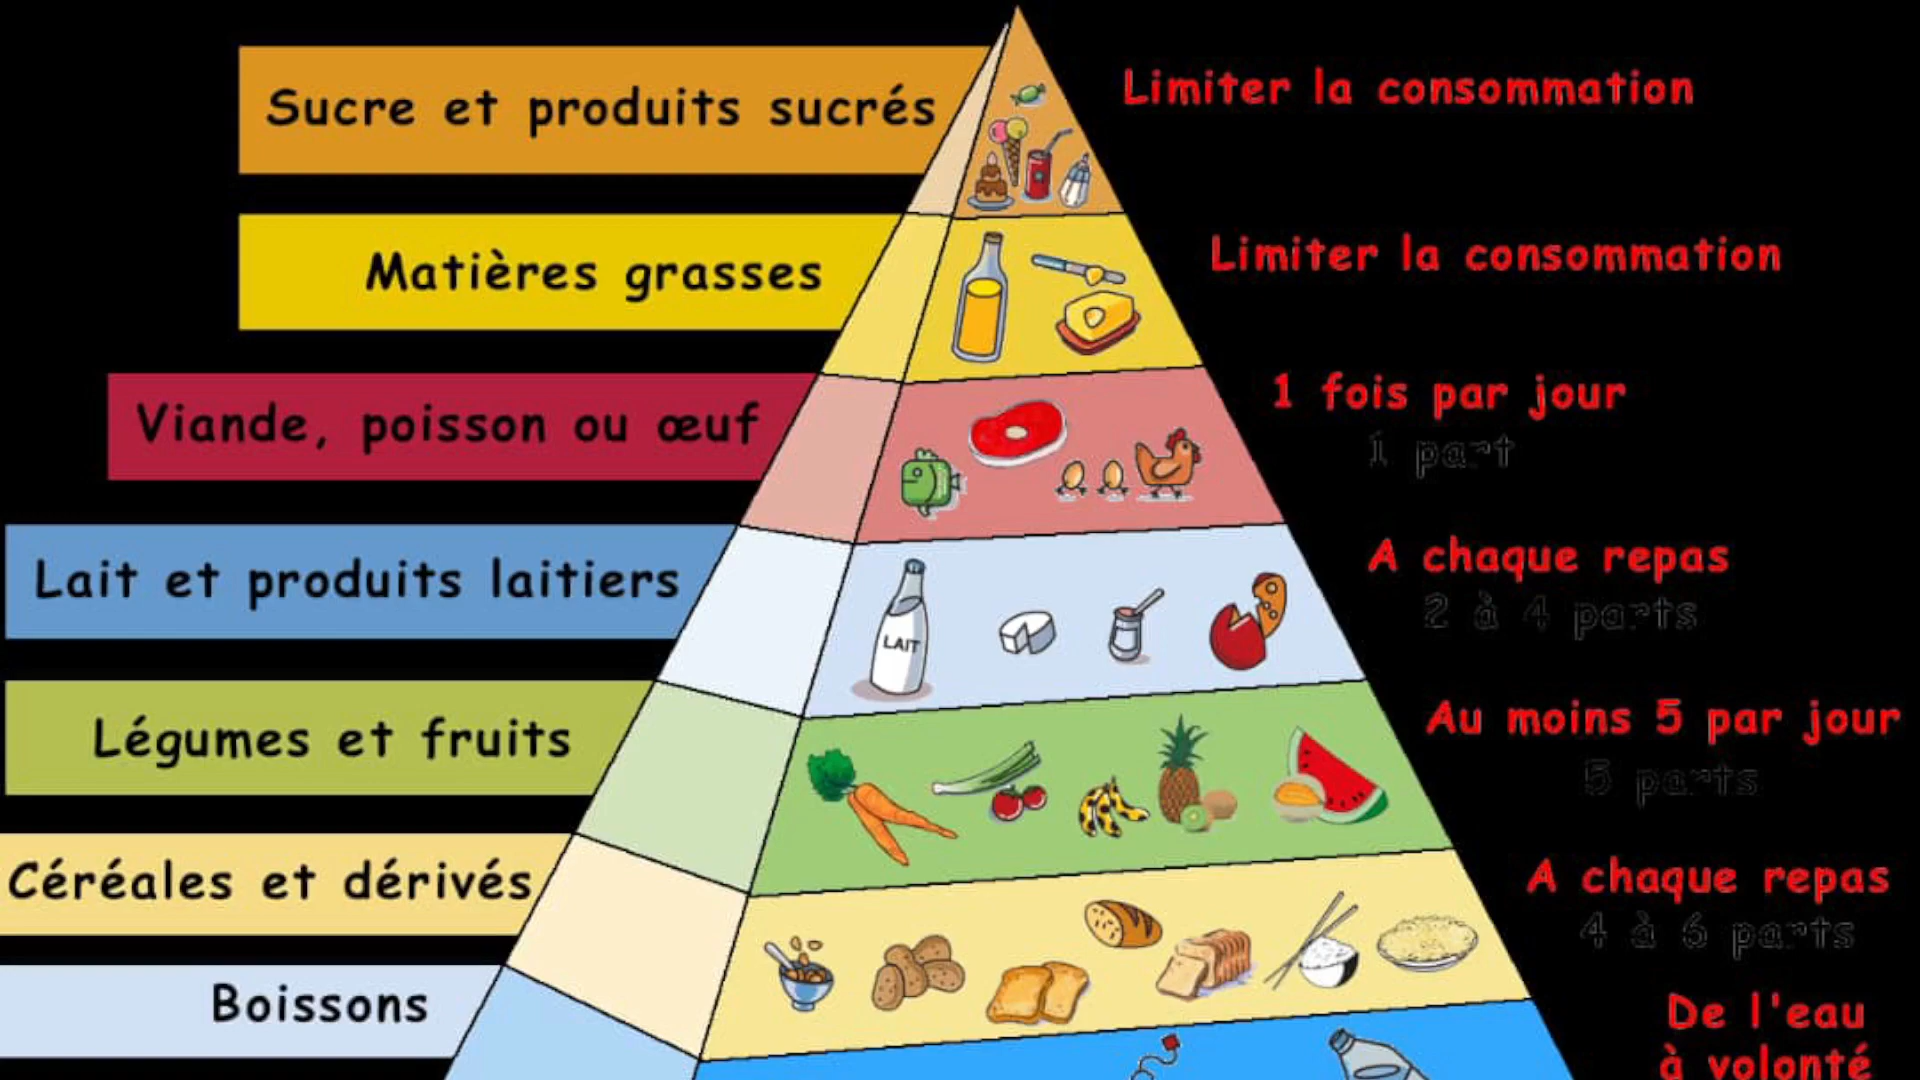 Sucre et produits sucrés
Limiter la consommation
Matières grasses
Limiter la consommation
Viande, poisson ou œuf
1 fois par jour
1 part
Lait et produits laitiers
A chaque repas
2 à 4 parts
LAIT
Légumes et fruits
Au moins 5 par jour
5 parts
Céréales et dérivés
A chaque repas
4 à 6 parts
Boissons
De l'eau
à volonté